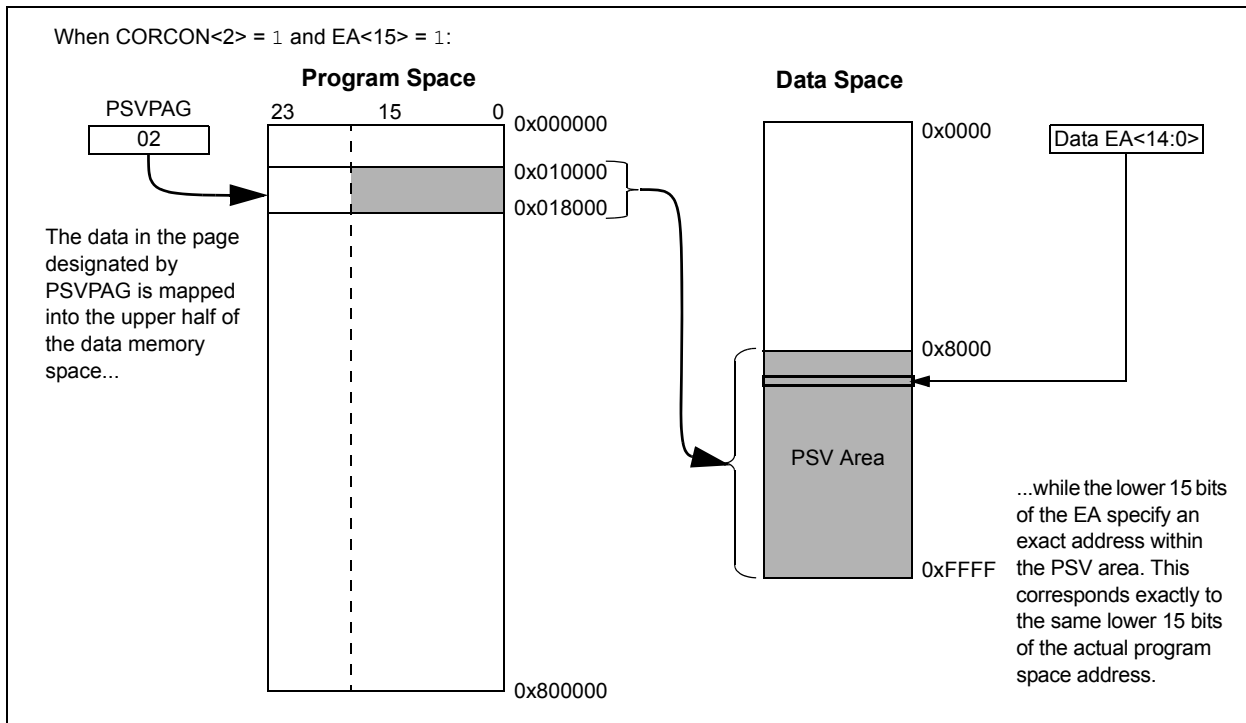 When CORCON<2> = 1 and EA<15> = 1:
Program Space
Data Space
PSVPAG
02
23
15
0
0x000000
0x010000
0x018000
0x800000
The data in the page
designated by
PSVPAG is mapped
into the upper half of
the data memory
space...
0x0000
Data EA<14:0>
0x8000
PSV Area
0xFFFF
...while the lower 15 bits
of the EA specify an
exact address within
the PSV area. This
corresponds exactly to
the same lower 15 bits
of the actual program
space address.